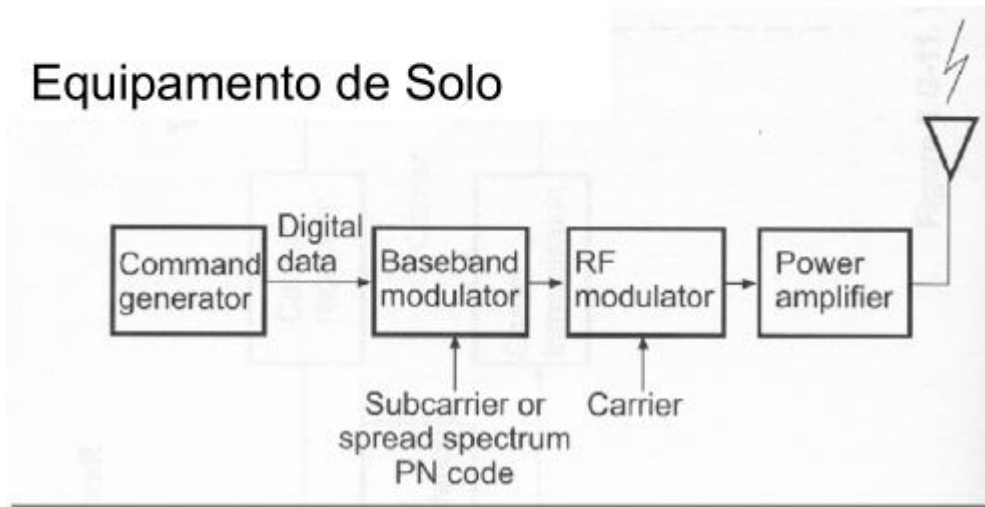 Equipamento de Solo
Command
generator
Digital
data
Baseband
modulator
RF
modulator
Power
amplifier
Subcarrier or
spread spectrum
PN code
Carrier